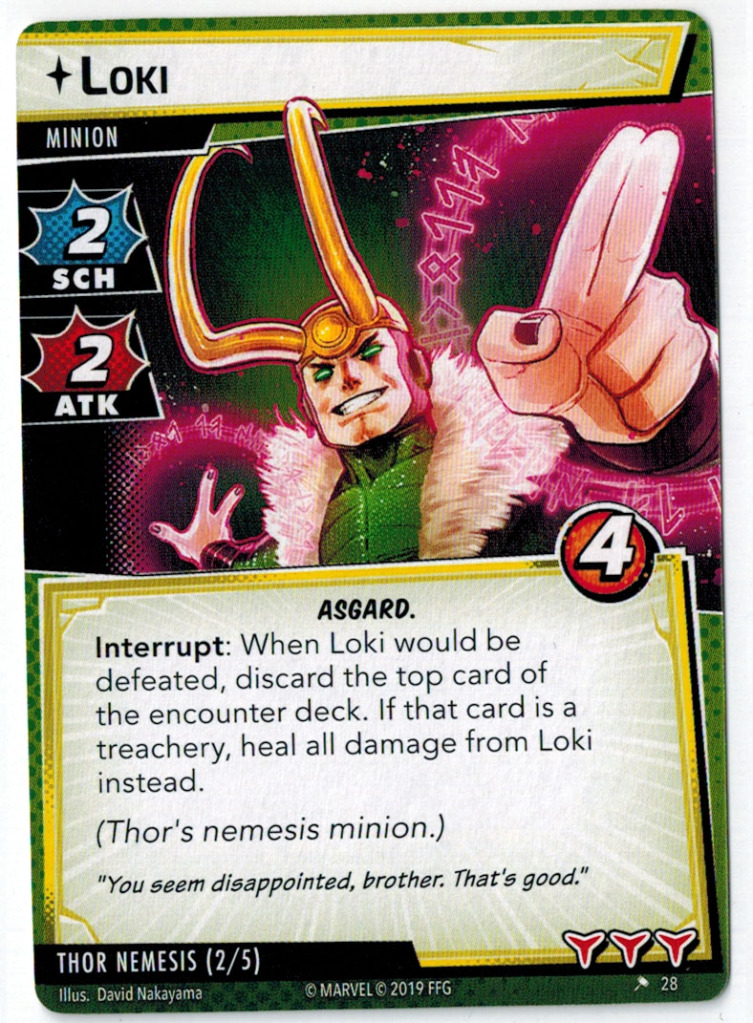 Loki
MINION
2
SCH
2
ATK
4
ASGARD.
Interrupt: When Loki would be
defeated, discard the top card of
the encounter deck. If that card is a
treachery, heal all damage from Loki
instead.
(Thor's nemesis minion.)
"You seem disappointed, brother. That's good."
THOR NEMESIS (2/5)
Illus. David Nakayama
© MARVEL © 2019 FFG
28